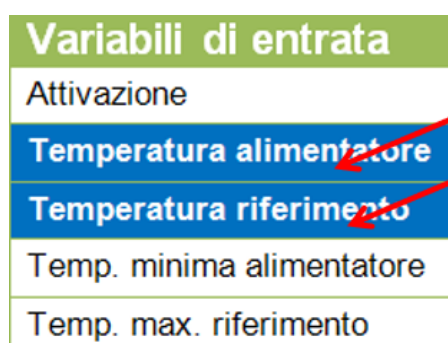 Variabili di entrata
Attivazione
Temperatura alimentatore
Temperatura riferimento
Temp. minima alimentatore
Temp. max. riferimento